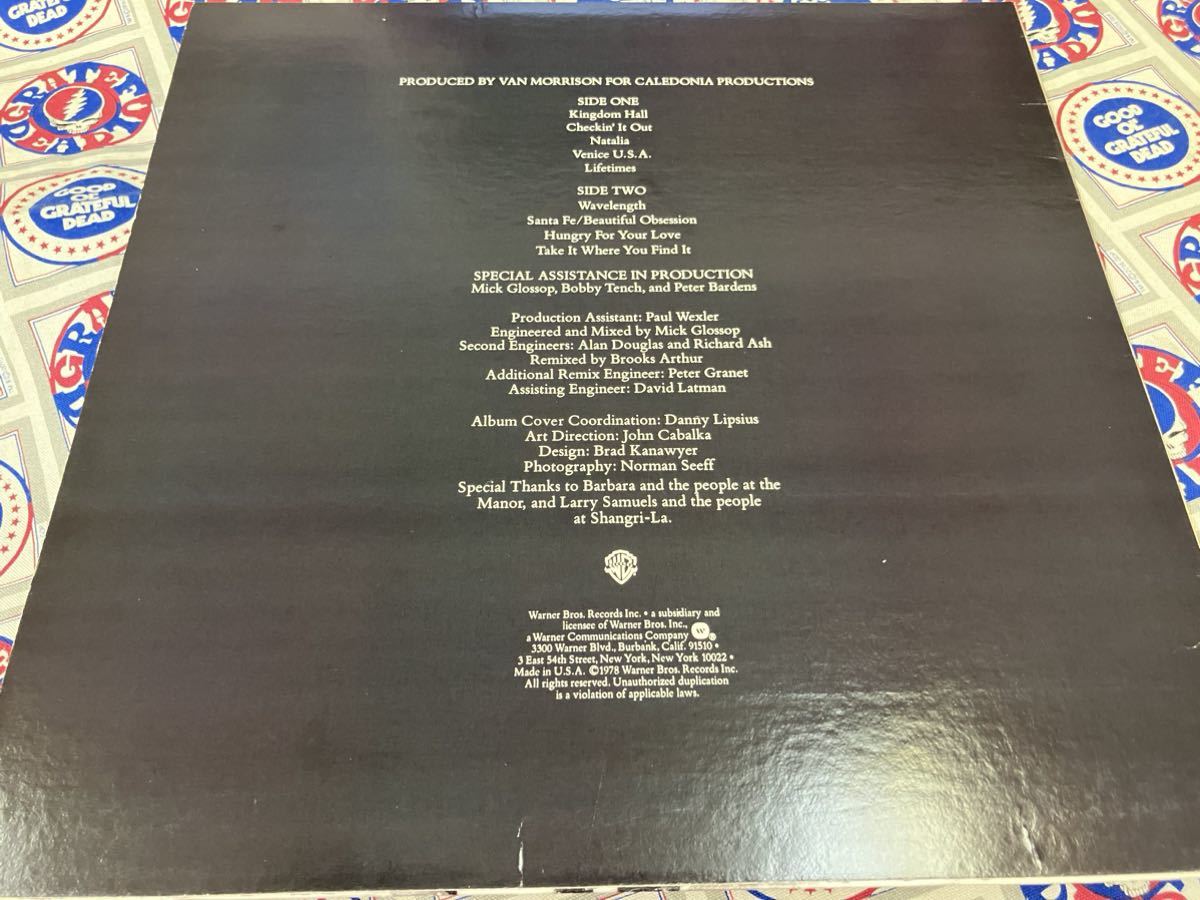 PRODUCED BY VAN MORRISON FOR CALEDONIA PRODUCTIONS
SIDE ONE
Kingdom Hall
Checkin' It Out
Natalia
Venice U.S.A.
Lifetimes
SIDE TWO
Wavelength
Santa Fe/Beautiful Obsession
Hungry For Your Love
Take It Where You Find It
SPECIAL ASSISTANCE IN PRODUCTION
Mick Glossop, Bobby Tench, and Peter Bardens
Production Assistant: Paul Wexler
Engineered and Mixed by Mick Glossop
Second Engineers: Alan Douglas and Richard Ash
Remixed by Brooks Arthur
Additional Remix Engineer: Peter Granet
Assisting Engineer: David Latman
Album Cover Coordination: Danny Lipsius
Art Direction: John Cabalka
Design: Brad Kanawyer
Photography: Norman Seeff
Special Thanks to Barbara and the people at the
Manor, and Larry Samuels and the people
at Shangri-La.
Warner Bros. Records Inc. • a subsidiary and
licensee of Warner Bros. Inc.,
a Warner Communications Company
3300 Warner Blvd., Burbank, Calif. 91510 •
3 East 54th Street, New York, New York 10022 •
Made in U.S.A. ©1978 Warner Bros. Records Inc.
All rights reserved. Unauthorized duplication
is a violation of applicable laws.
GRATEFUL
DEAD
GOOD
OL'
GRATEFUL
DEAD
GOOD
OL'
GRATEFUL
DEAD